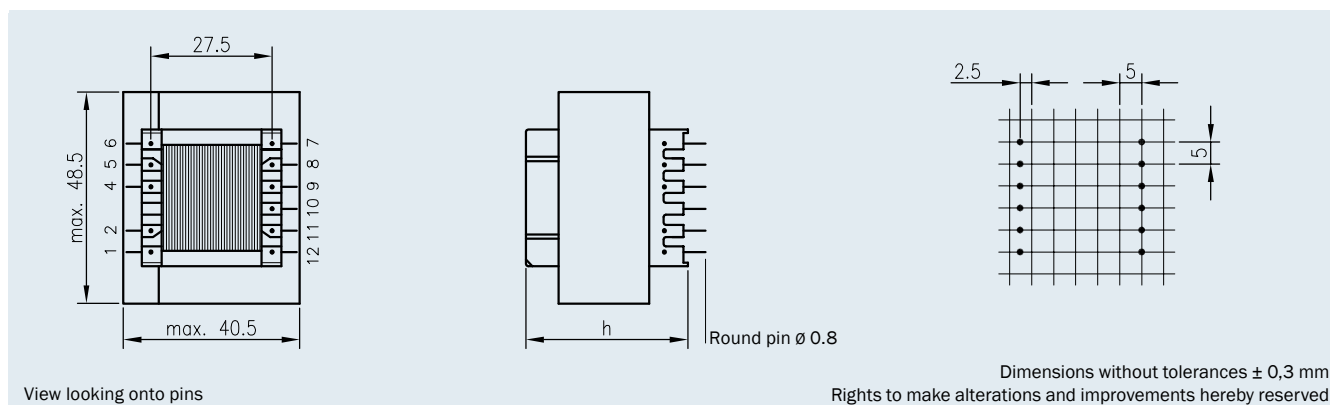 27.5
max. 48.5
6
5
4
2
1
7
8
9
10
11
12
max. 40.5
View looking onto pins
h
Round pin ø 0.8
2.5
5
5
Dimensions without tolerances ± 0,3 mm
Rights to make alterations and improvements hereby reserved